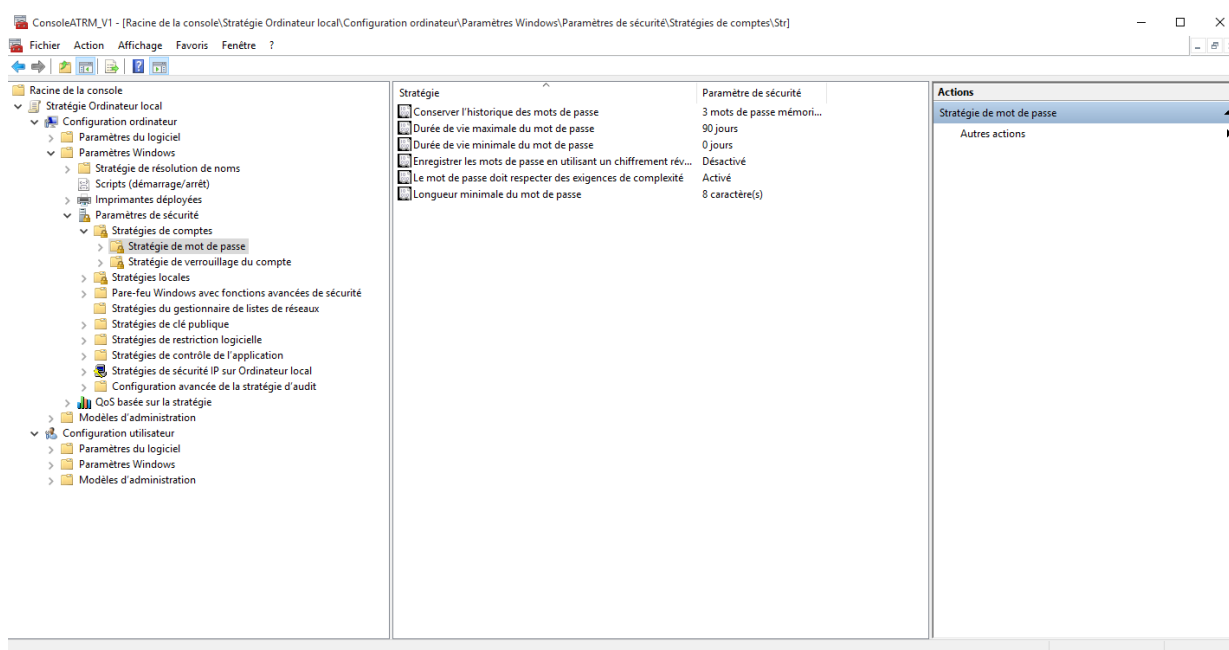 ConsoleATRM_V1 - [Racine de la console\Stratégie Ordinateur local\Configuration ordinateur\Paramètres Windows\Paramètres de sécurité\Stratégies de comptes\Str]
Fichier Action Affichage Favoris Fenêtre ?
Racine de la console
Stratégie Ordinateur local
Configuration ordinateur
Paramètres du logiciel
Paramètres Windows
Stratégie de résolution de noms
Scripts (démarrage/arrêt)
Imprimantes déployées
Paramètres de sécurité
Stratégies de comptes
Stratégie de mot de passe
Stratégie de verrouillage du compte
Stratégies locales
Pare-feu Windows avec fonctions avancées de sécurité
Stratégies du gestionnaire de listes de réseaux
Stratégies de clé publique
Stratégies de restriction logicielle
Stratégies de contrôle de l'application
Stratégies de sécurité IP sur Ordinateur local
Configuration avancée de la stratégie d'audit
QoS basée sur la stratégie
Modèles d'administration
Configuration utilisateur
Paramètres du logiciel
Paramètres Windows
Modèles d'administration
Stratégie Paramètre de sécurité
Conserver l'historique des mots de passe 3 mots de passe mémori...
Durée de vie maximale du mot de passe 90 jours
Durée de vie minimale du mot de passe 0 jours
Enregistrer les mots de passe en utilisant un chiffrement rév... Désactivé
Le mot de passe doit respecter des exigences de complexité Activé
Longueur minimale du mot de passe 8 caractère(s)
Actions
Stratégie de mot de passe
Autres actions